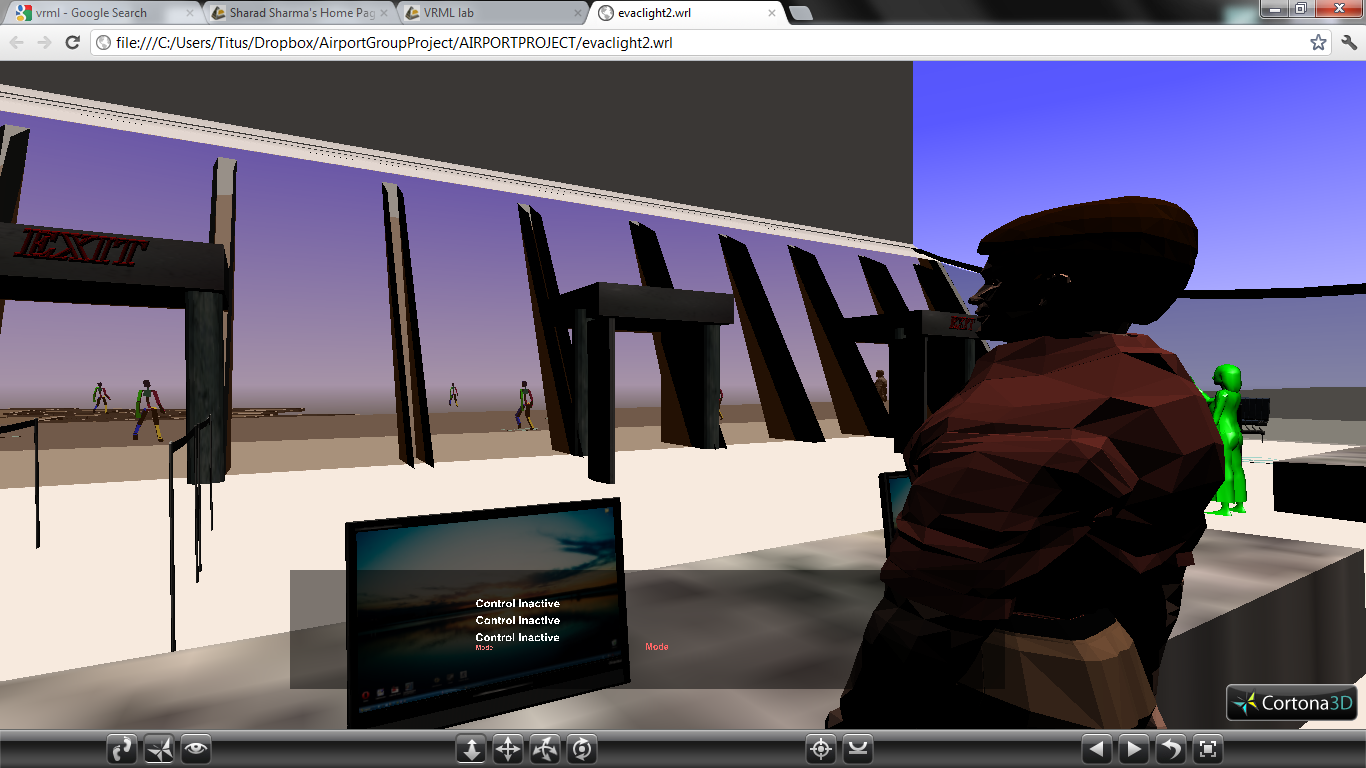 vrml - Google Search
Sharad Sharma's Home Pag
VRML lab
evaclight2.wrl
file:///C:/Users/Titus/Dropbox/AirportGroupProject/AIRPORTPROJECT/evaclight2.wrl
EXIT
EXIT
Control Inactive
Control Inactive
Control Inactive
Mode
Mode
Cortona3D